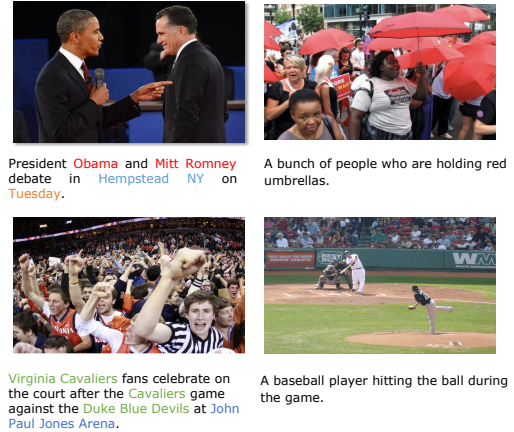 President Obama and Mitt Romney
debate in Hempstead NY on
Tuesday.
A bunch of people who are holding red
umbrellas.
WM
Virginia Cavaliers fans celebrate on
the court after the Cavaliers game
against the Duke Blue Devils at John
Paul Jones Arena.
A baseball player hitting the ball during
the game.